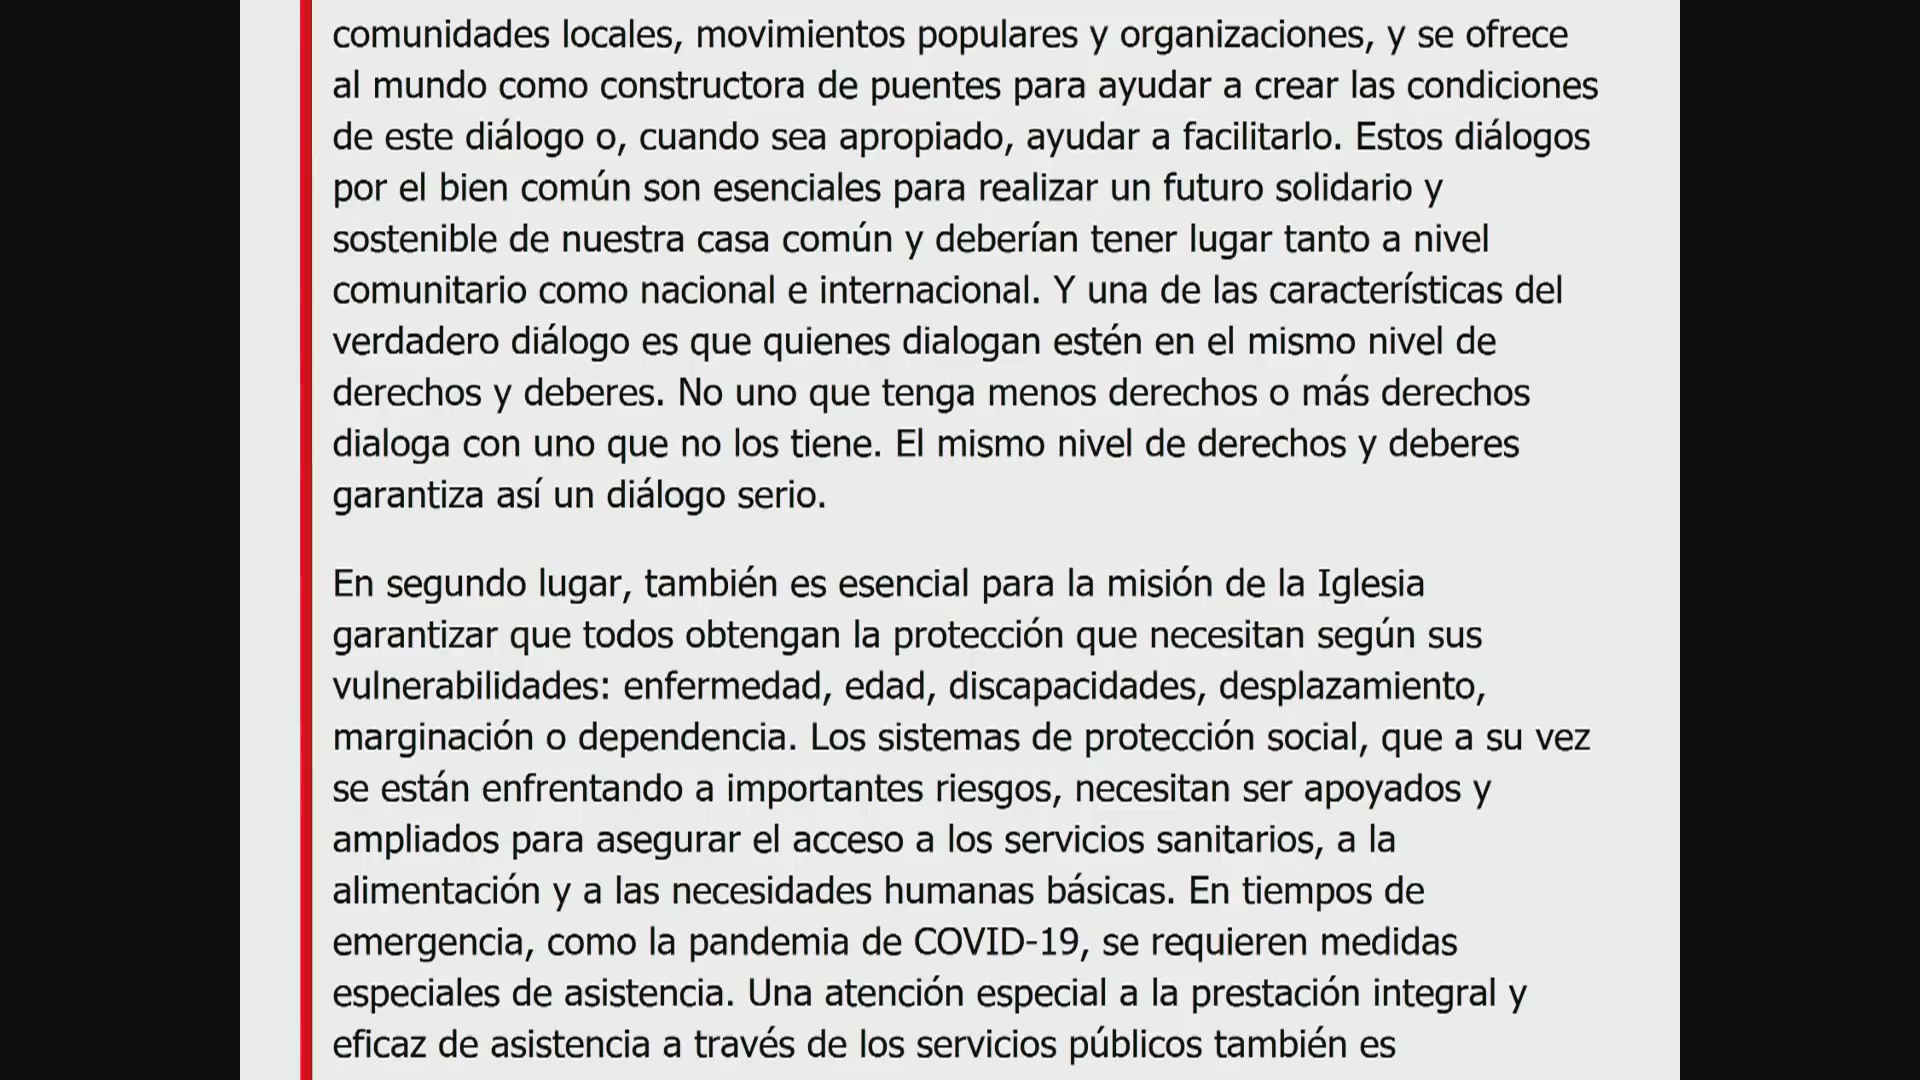 comunidades locales, movimientos populares y organizaciones, y se ofrece
al mundo como constructora de puentes para ayudar a crear las condiciones
de este diálogo o, cuando sea apropiado, ayudar a facilitarlo. Estos diálogos
por el bien común son esenciales para realizar un futuro solidario y
sostenible de nuestra casa común y deberían tener lugar tanto a nivel
comunitario como nacional e internacional. Y una de las características del
verdadero diálogo es que quienes dialogan estén en el mismo nivel de
derechos y deberes. No uno que tenga menos derechos o más derechos
dialoga con uno que no los tiene. El mismo nivel de derechos y deberes
garantiza así un diálogo serio.
En segundo lugar, también es esencial para la misión de la Iglesia
garantizar que todos obtengan la protección que necesitan según sus
vulnerabilidades: enfermedad, edad, discapacidades, desplazamiento,
marginación o dependencia. Los sistemas de protección social, que a su vez
se están enfrentando a importantes riesgos, necesitan ser apoyados y
ampliados para asegurar el acceso a los servicios sanitarios, a la
alimentación y a las necesidades humanas básicas. En tiempos de
emergencia, como la pandemia de COVID-19, se requieren medidas
especiales de asistencia. Una atención especial a la prestación integral y
eficaz de asistencia a través de los servicios públicos también es